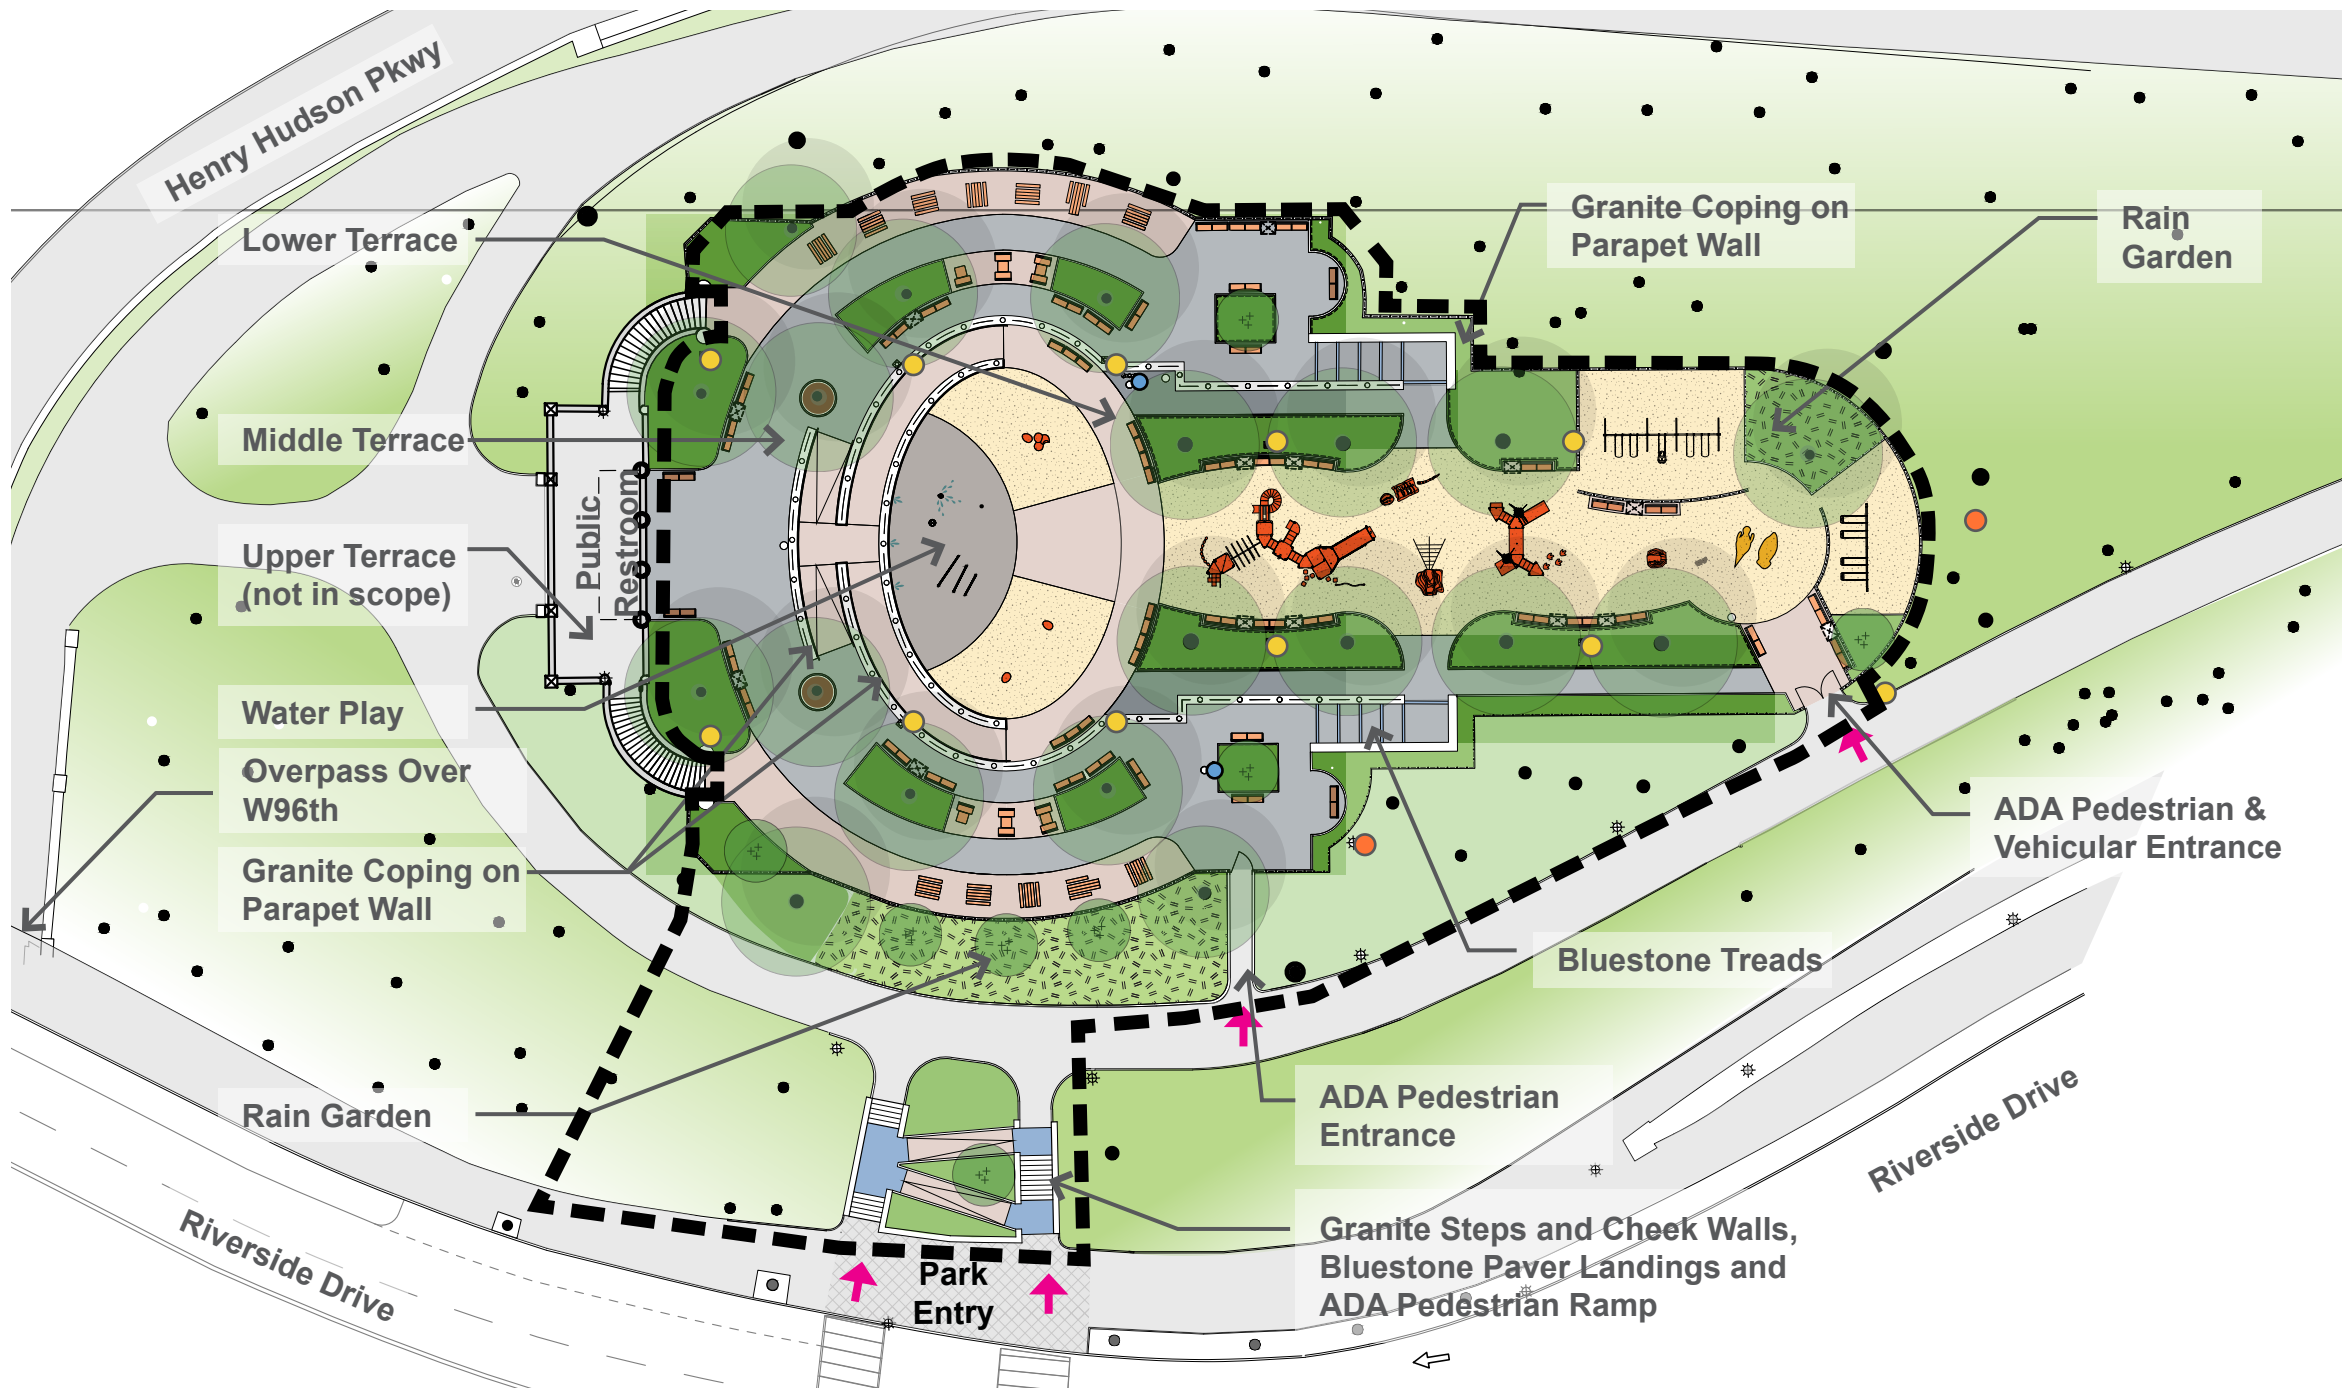 Henry Hudson Pkwy
Lower Terrace
Granite Coping on
Parapet Wall
Rain
Garden
Middle Terrace
Public
Restroom
Upper Terrace
(not in scope)
Water Play
Overpass Over
W96th
Granite Coping on
Parapet Wall
ADA Pedestrian &
Vehicular Entrance
Bluestone Treads
Rain Garden
ADA Pedestrian
Entrance
Riverside Drive
Granite Steps and Cheek Walls,
Bluestone Paver Landings and
ADA Pedestrian Ramp
Riverside Drive
Park
Entry